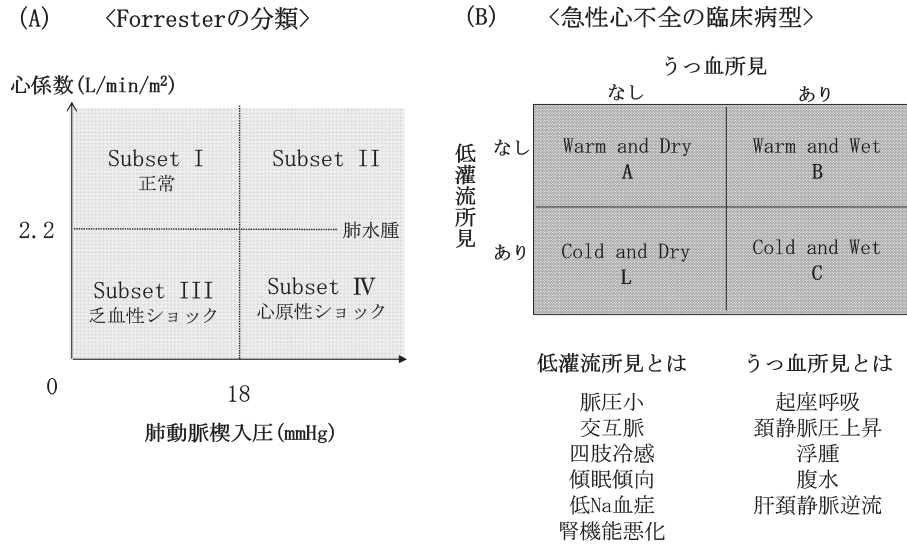 (A) <Forresterの分類>
心係数(L/min/m²)
Subset I
正常
Subset II
2.2
肺水腫
Subset III
乏血性ショック
Subset Ⅳ
心原性ショック
0
18
肺動脈楔入圧(mmHg)
(B) <急性心不全の臨床病型>
うっ血所見
なし
あり
低灌流所見
なし
Warm and Dry
A
Warm and Wet
B
あり
Cold and Dry
L
Cold and Wet
C
低灌流所見とは
脈圧小
交互脈
四肢冷感
傾眠傾向
低Na血症
腎機能悪化
うっ血所見とは
起座呼吸
頚静脈圧上昇
浮腫
腹水
肝頚静脈逆流